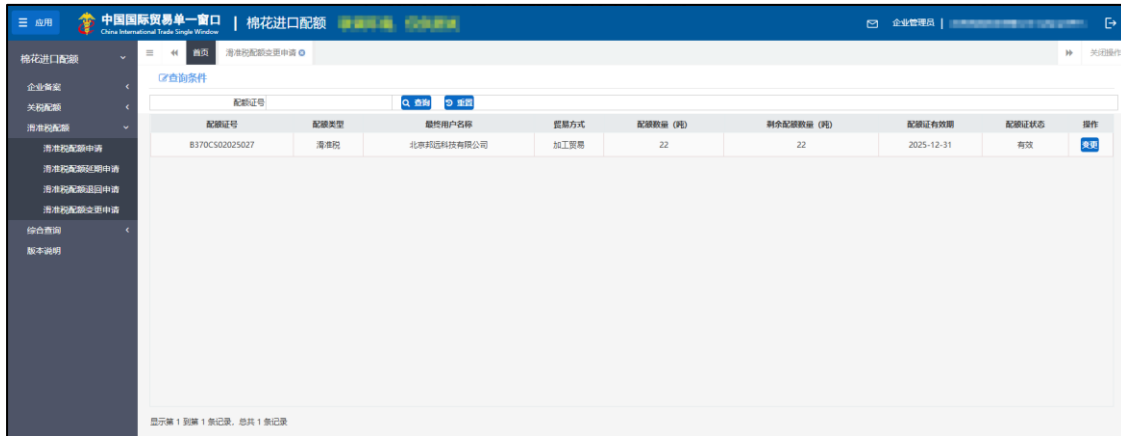 应用 中国国际贸易单一窗口 | 棉花进口配额 企业管理员 |
China International Trade Single Window
棉花进口配额
企业备案
关税配额
滑准税配额
滑准税配额申请
滑准税配额延期申请
滑准税配额退回申请
滑准税配额变更申请
综合查询
版本说明
首页 滑准税配额变更申请 关闭操作
查询条件
配额证号 查询 重置
配额证号 配额类型 最终用户名称 贸易方式 配额数量（吨） 剩余配额数量（吨） 配额证有效期 配额证状态 操作
B370CS02025027 滑准税 北京邦远科技有限公司 加工贸易 22 22 2025-12-31 有效 变更
显示第 1 到第 1 条记录，总共 1 条记录